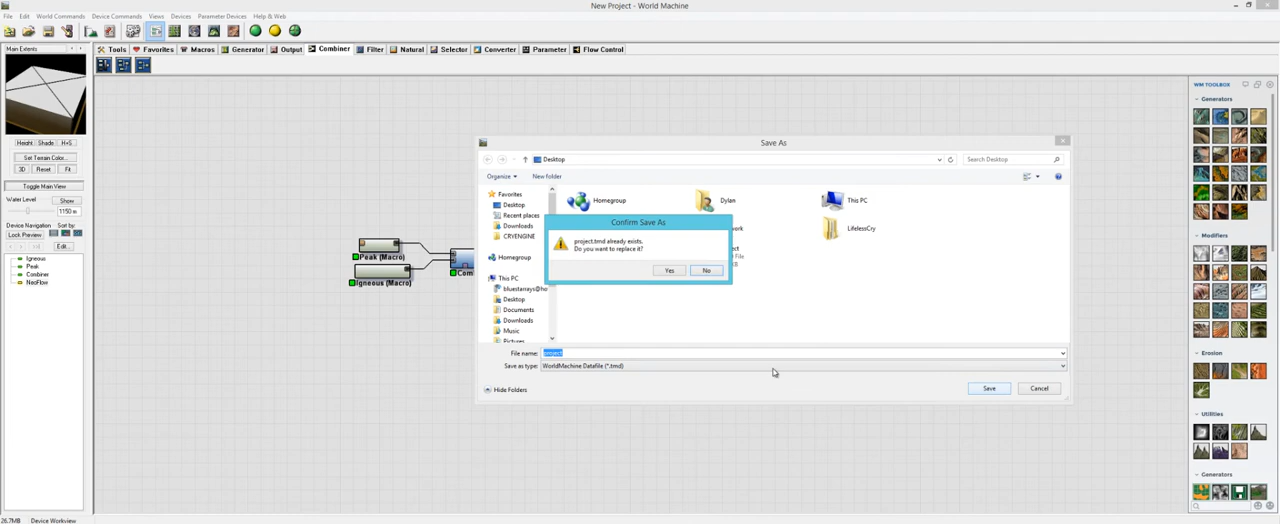 New Project - World Machine
File Edit World Commands Device Commands Views Devices Parameter Devices Help & Web
Main Extents
Tools Favorites Macros Generator Output Combiner Filter Natural Selector Converter Parameter Flow Control
Height Shade H+S
Set Terrain Color...
3D Reset Fit
Toggle Main View
Water Level Show
1150 m
Device Navigation Sort by:
Lock Preview
Edit...
Igneous
Peak
Combiner
NeoFlow
Peak (Macro)
Igneous (Macro)
Com
Save As
Desktop
Search Desktop
Organize New folder
Favorites
Desktop
Recent places
Downloads
CRYENGINE
Homegroup
This PC
bluestarrays@ho
Desktop
Documents
Downloads
Music
Pictures
Homegroup
Dylan
This PC
LifelessCry
Confirm Save As
project.tmd already exists.
Do you want to replace it?
Yes No
File name: project
Save as type: WorldMachine Datafile (*.tmd)
Hide Folders
Save Cancel
WM TOOLBOX
Generators
Modifiers
Erosion
Utilities
Generators
26.7MB Device Workview